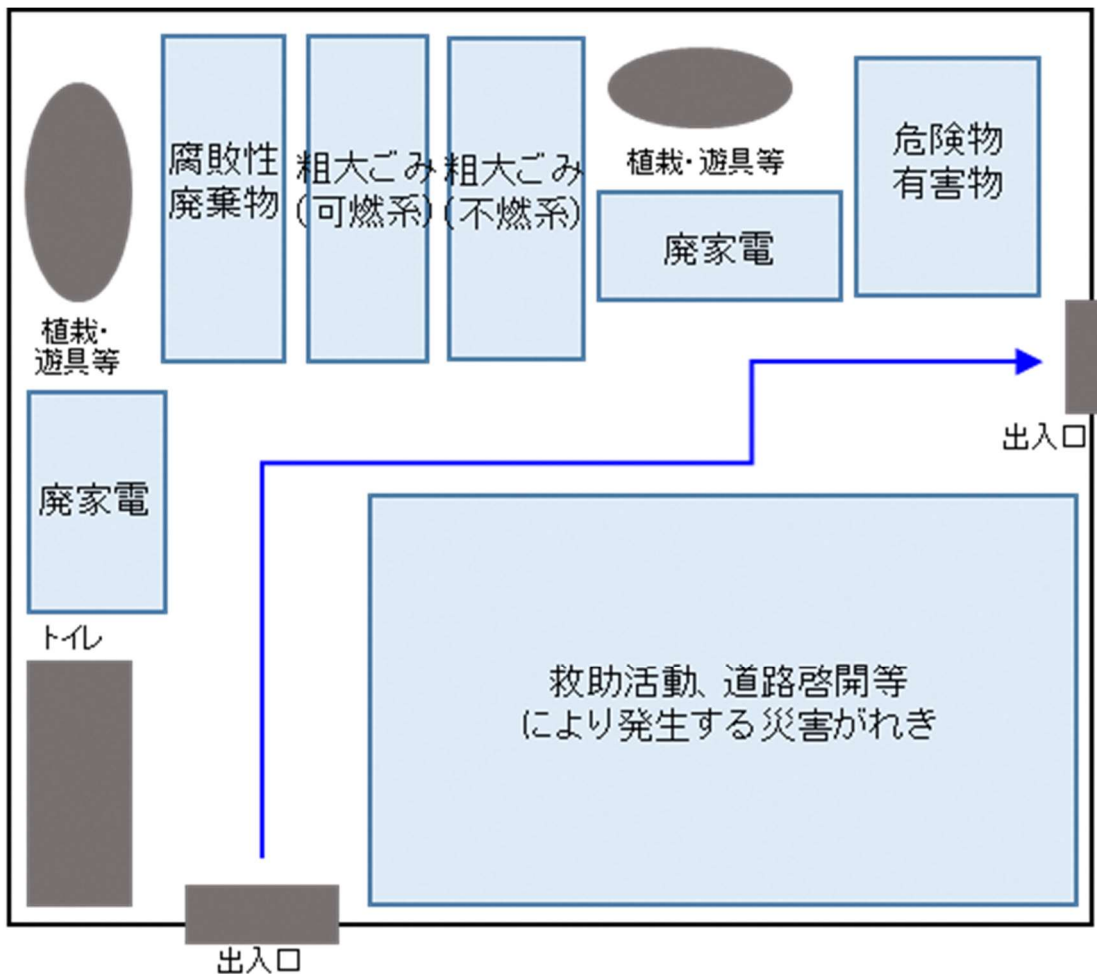 腐敗性
廃棄物
粗大ごみ
(可燃系)
粗大ごみ
(不燃系)
植栽・遊具等
廃家電
危険物
有害物
植栽・
遊具等
出入口
廃家電
トイレ
救助活動、道路啓開等
により発生する災害がれき
出入口